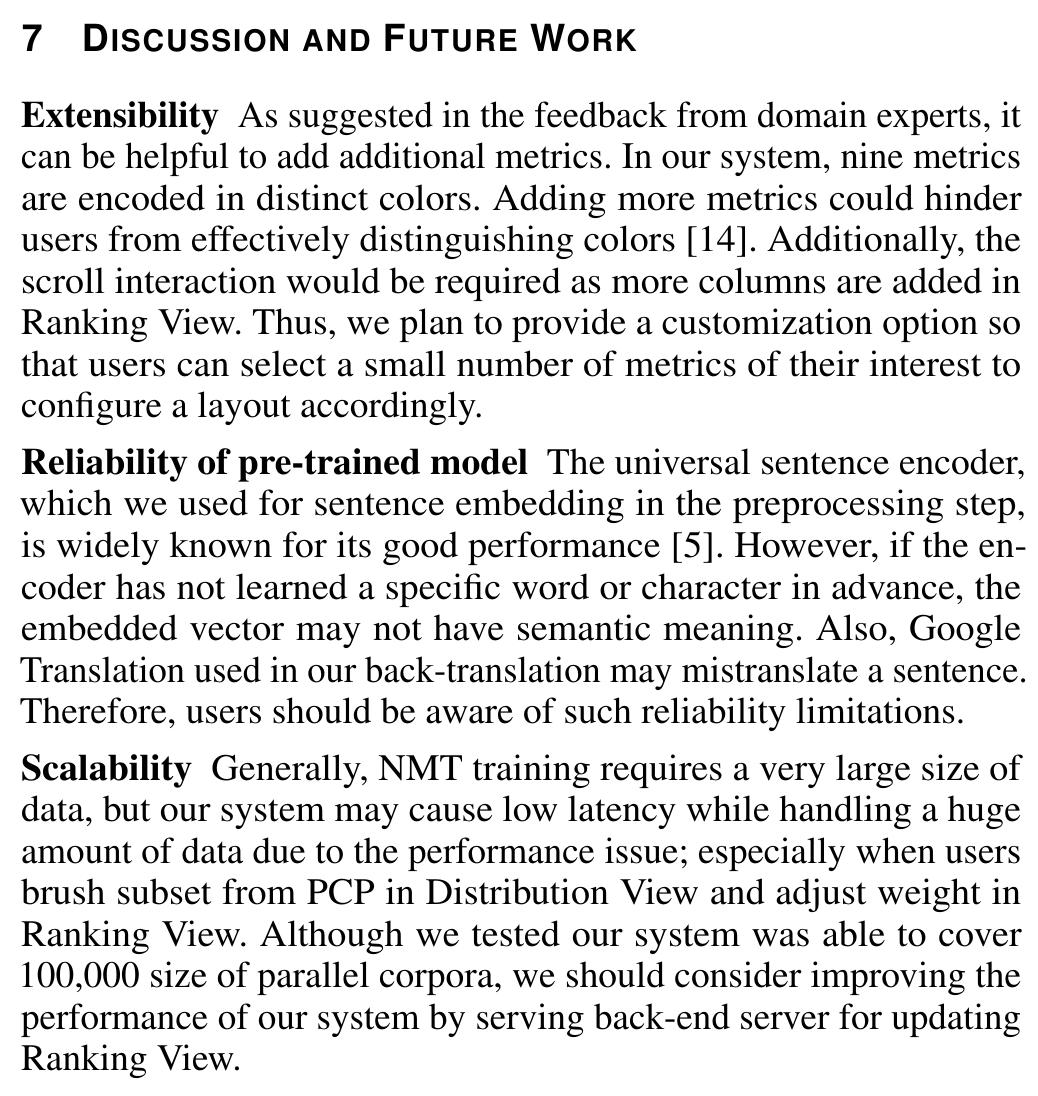 7 DISCUSSION AND FUTURE WORK
Extensibility As suggested in the feedback from domain experts, it
can be helpful to add additional metrics. In our system, nine metrics
are encoded in distinct colors. Adding more metrics could hinder
users from effectively distinguishing colors [14]. Additionally, the
scroll interaction would be required as more columns are added in
Ranking View. Thus, we plan to provide a customization option so
that users can select a small number of metrics of their interest to
configure a layout accordingly.
Reliability of pre-trained model The universal sentence encoder,
which we used for sentence embedding in the preprocessing step,
is widely known for its good performance [5]. However, if the en-
coder has not learned a specific word or character in advance, the
embedded vector may not have semantic meaning. Also, Google
Translation used in our back-translation may mistranslate a sentence.
Therefore, users should be aware of such reliability limitations.
Scalability Generally, NMT training requires a very large size of
data, but our system may cause low latency while handling a huge
amount of data due to the performance issue; especially when users
brush subset from PCP in Distribution View and adjust weight in
Ranking View. Although we tested our system was able to cover
100,000 size of parallel corpora, we should consider improving the
performance of our system by serving back-end server for updating
Ranking View.